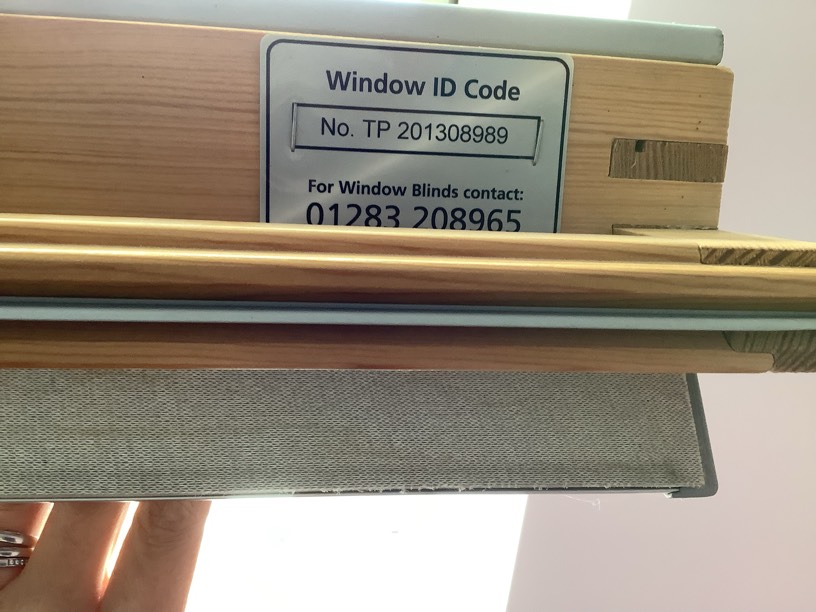 Window ID Code
No. TP 201308989
For Window Blinds contact:
01283 208965